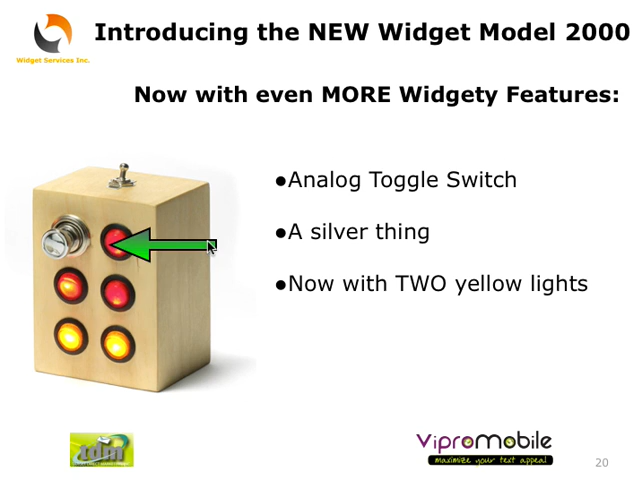 Introducing the NEW Widget Model 2000
Widget Services Inc.
Now with even MORE Widgety Features:
●Analog Toggle Switch
●A silver thing
●Now with TWO yellow lights
tdm
Vipromobile
maximize your text appeal
20